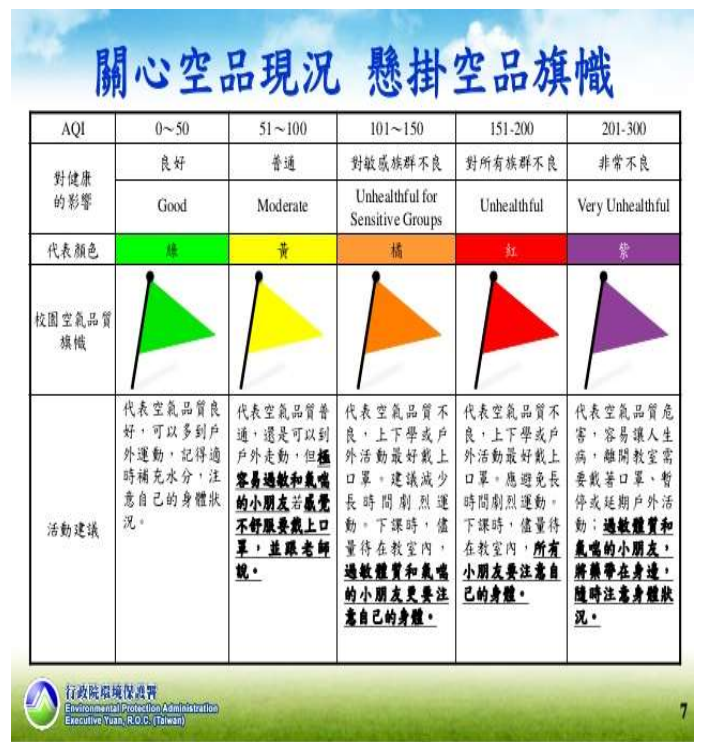 關心空品現況 懸掛空品旗幟
AQI
0～50
51～100
101～150
151-200
201-300
對健康
的影響
良好
普通
對敏感族群不良
對所有族群不良
非常不良
Good
Moderate
Unhealthful for
Sensitive Groups
Unhealthful
Very Unhealthful
代表顏色
綠
黃
橘
紅
紫
校園空氣品質
旗幟
活動建議
代表空氣品質良
好，可以多到戶
外運動，記得適
時補充水分，注
意自己的身體狀
況。
代表空氣品質普
通，還是可以到
戶外走動，但極
容易過敏和氣喘
的小朋友若感覺
不舒服要戴上口
罩，並跟老師
說。
代表空氣品質不
良，上下學或戶
外活動最好戴上
口罩。建議減少
長時間劇烈運
動。下課時，儘
量待在教室內，
過敏體質和氣喘
的小朋友更要注
意自己的身體。
代表空氣品質不
良，上下學或戶
外活動最好戴上
口罩。應避免長
時間劇烈運動。
下課時，儘量待
在教室內，所有
小朋友要注意自
己的身體。
代表空氣品質危
害，容易讓人生
病，離開教室需
要戴著口罩、暫
停或延期戶外活
動；過敏體質和
氣喘的小朋友，
將藥帶在身邊，
隨時注意身體狀
況。
行政院環境保護署
Environmental Protection Administration
Executive Yuan, R.O.C. (Taiwan)
7